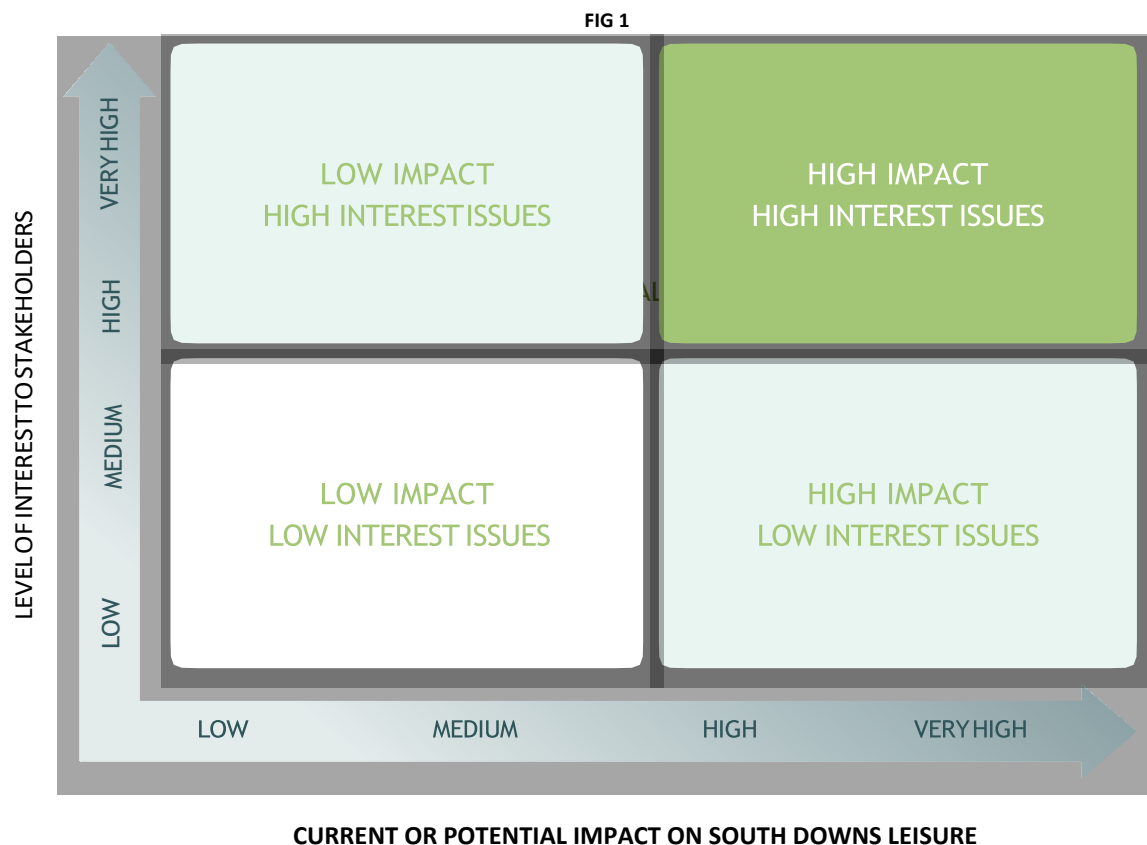 FIG 1
LOW IMPACT
HIGH INTEREST ISSUES
HIGH IMPACT
HIGH INTEREST ISSUES
LOW IMPACT
LOW INTEREST ISSUES
HIGH IMPACT
LOW INTEREST ISSUES
LEVEL OF INTEREST TO STAKEHOLDERS
VERY HIGH
HIGH
MEDIUM
LOW
LOW
MEDIUM
HIGH
VERY HIGH
CURRENT OR POTENTIAL IMPACT ON SOUTH DOWNS LEISURE